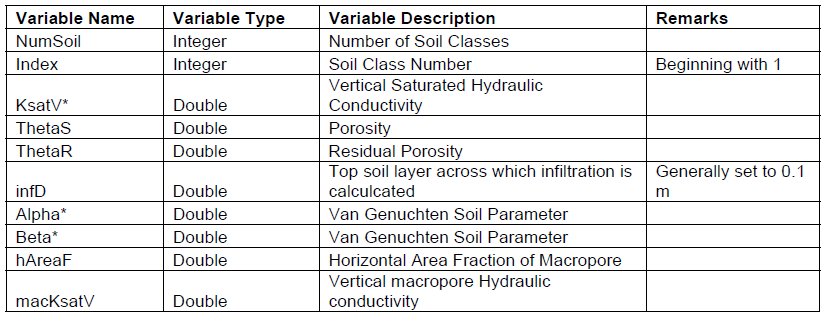 Variable Name Variable Type Variable Description Remarks
NumSoil Integer Number of Soil Classes
Index Integer Soil Class Number Beginning with 1
KsatV* Double Vertical Saturated Hydraulic
Conductivity
ThetaS Double Porosity
ThetaR Double Residual Porosity
infD Double Top soil layer across which infiltration is
calculcated Generally set to 0.1
m
Alpha* Double Van Genuchten Soil Parameter
Beta* Double Van Genuchten Soil Parameter
hAreaF Double Horizontal Area Fraction of Macropore
macKsatV Double Vertical macropore Hydraulic
conductivity